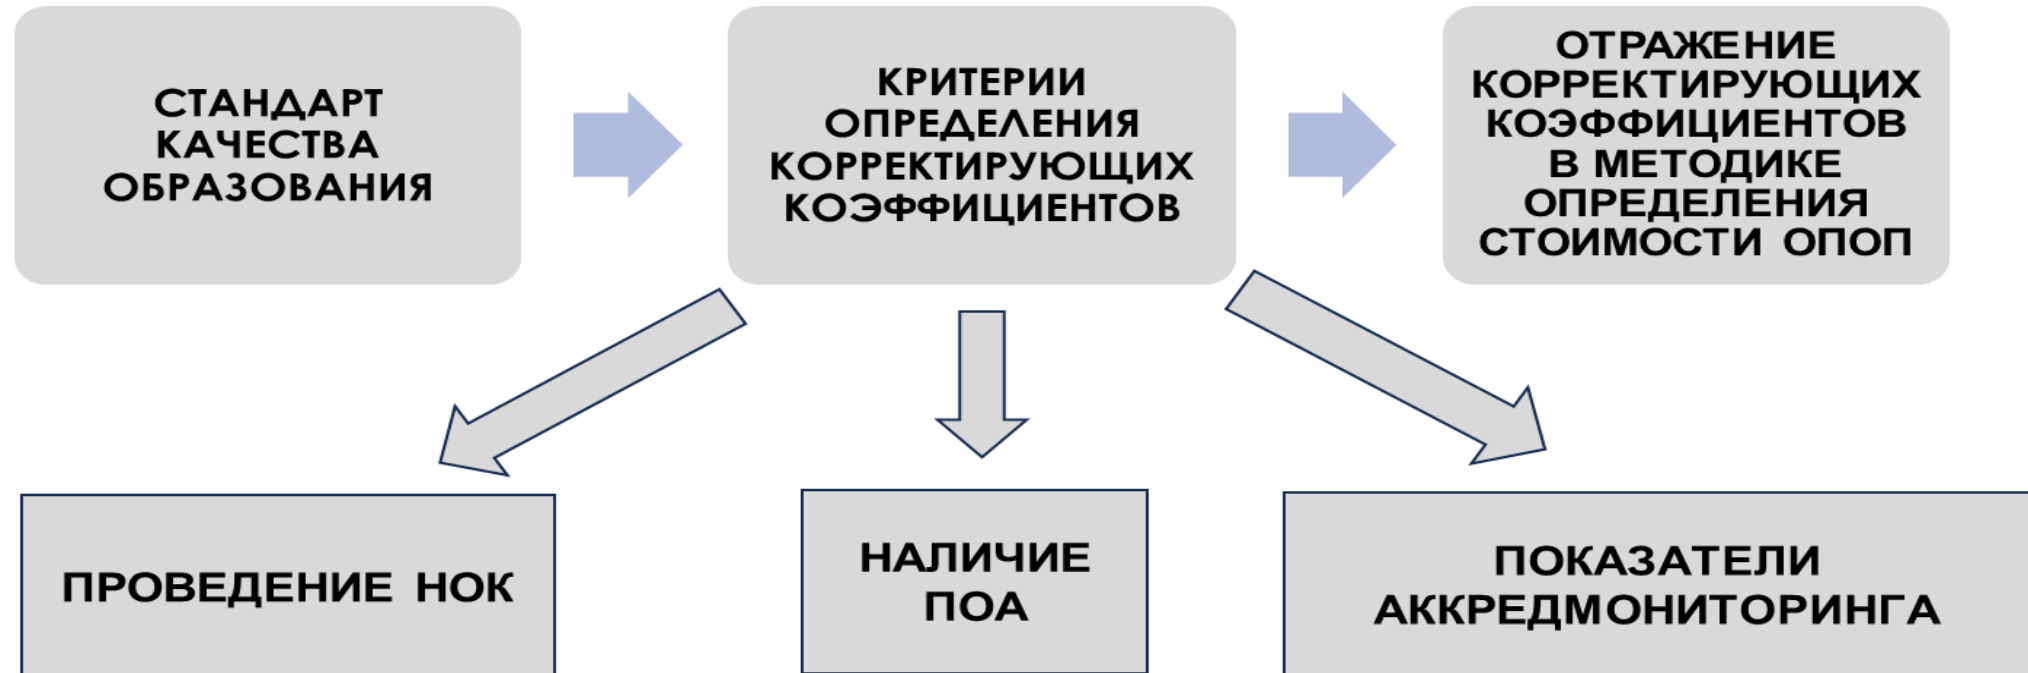 СТАНДАРТ
КАЧЕСТВА
ОБРАЗОВАНИЯ
КРИТЕРИИ
ОПРЕДЕЛЕНИЯ
КОРРЕКТИРУЮЩИХ
КОЭФФИЦИЕНТОВ
ОТРАЖЕНИЕ
КОРРЕКТИРУЮЩИХ
КОЭФФИЦИЕНТОВ
В МЕТОДИКЕ
ОПРЕДЕЛЕНИЯ
СТОИМОСТИ ОПОП
ПРОВЕДЕНИЕ НОК
НАЛИЧИЕ
ПОА
ПОКАЗАТЕЛИ
АККРЕДМОНИТОРИНГА